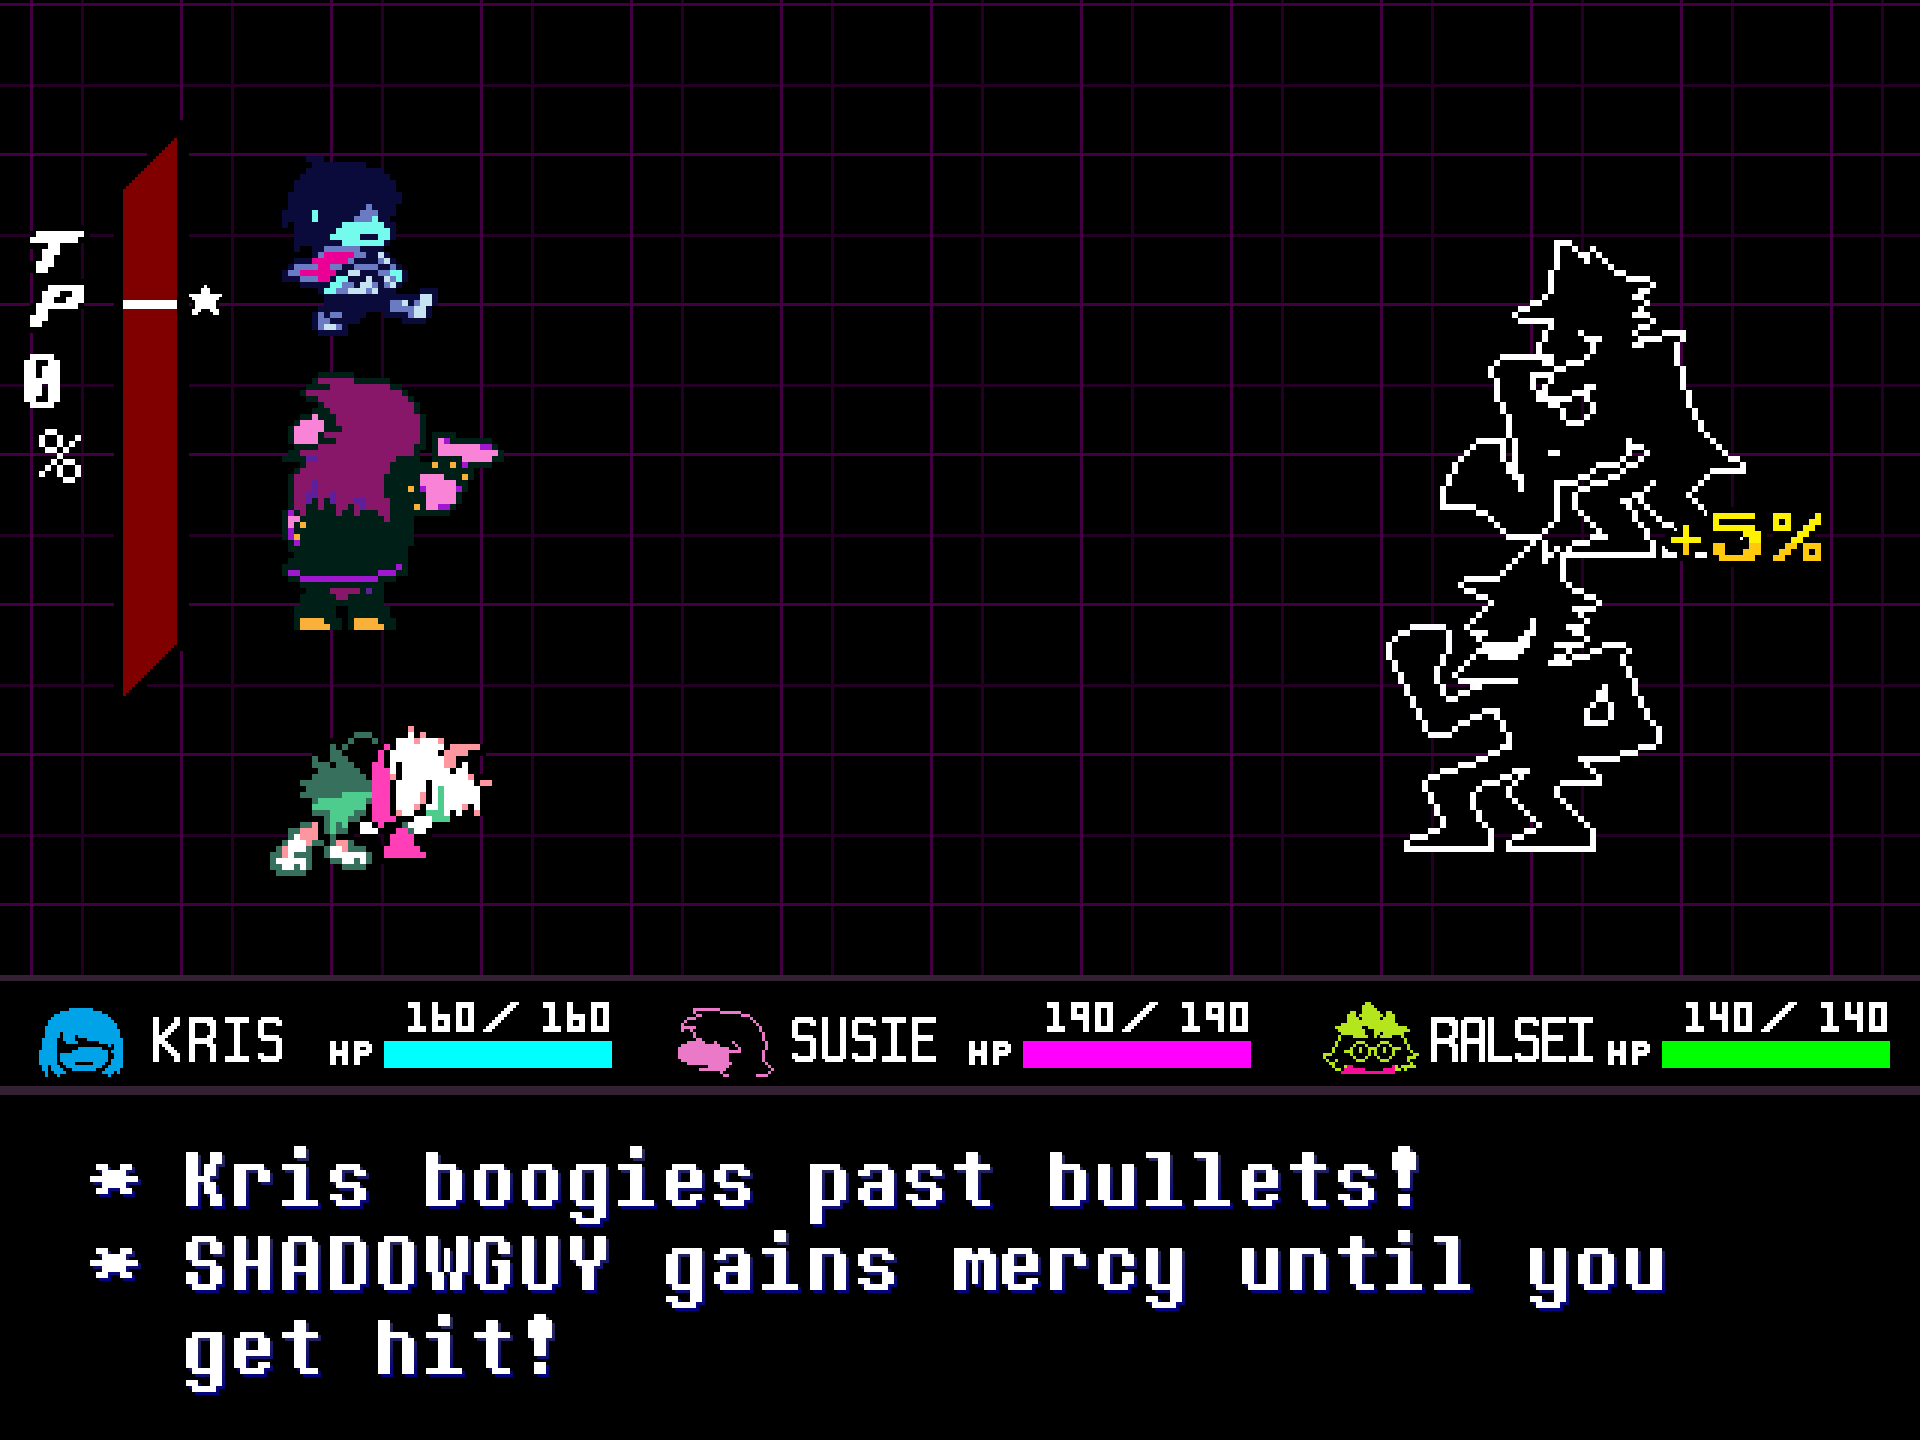 T
P
0
%
+5%
KRIS HP 160/ 160 SUSIE HP 190/ 190 RALSEI HP 140/ 140
* Kris boogies past bullets!
* SHADOWGUY gains mercy until you
get hit!